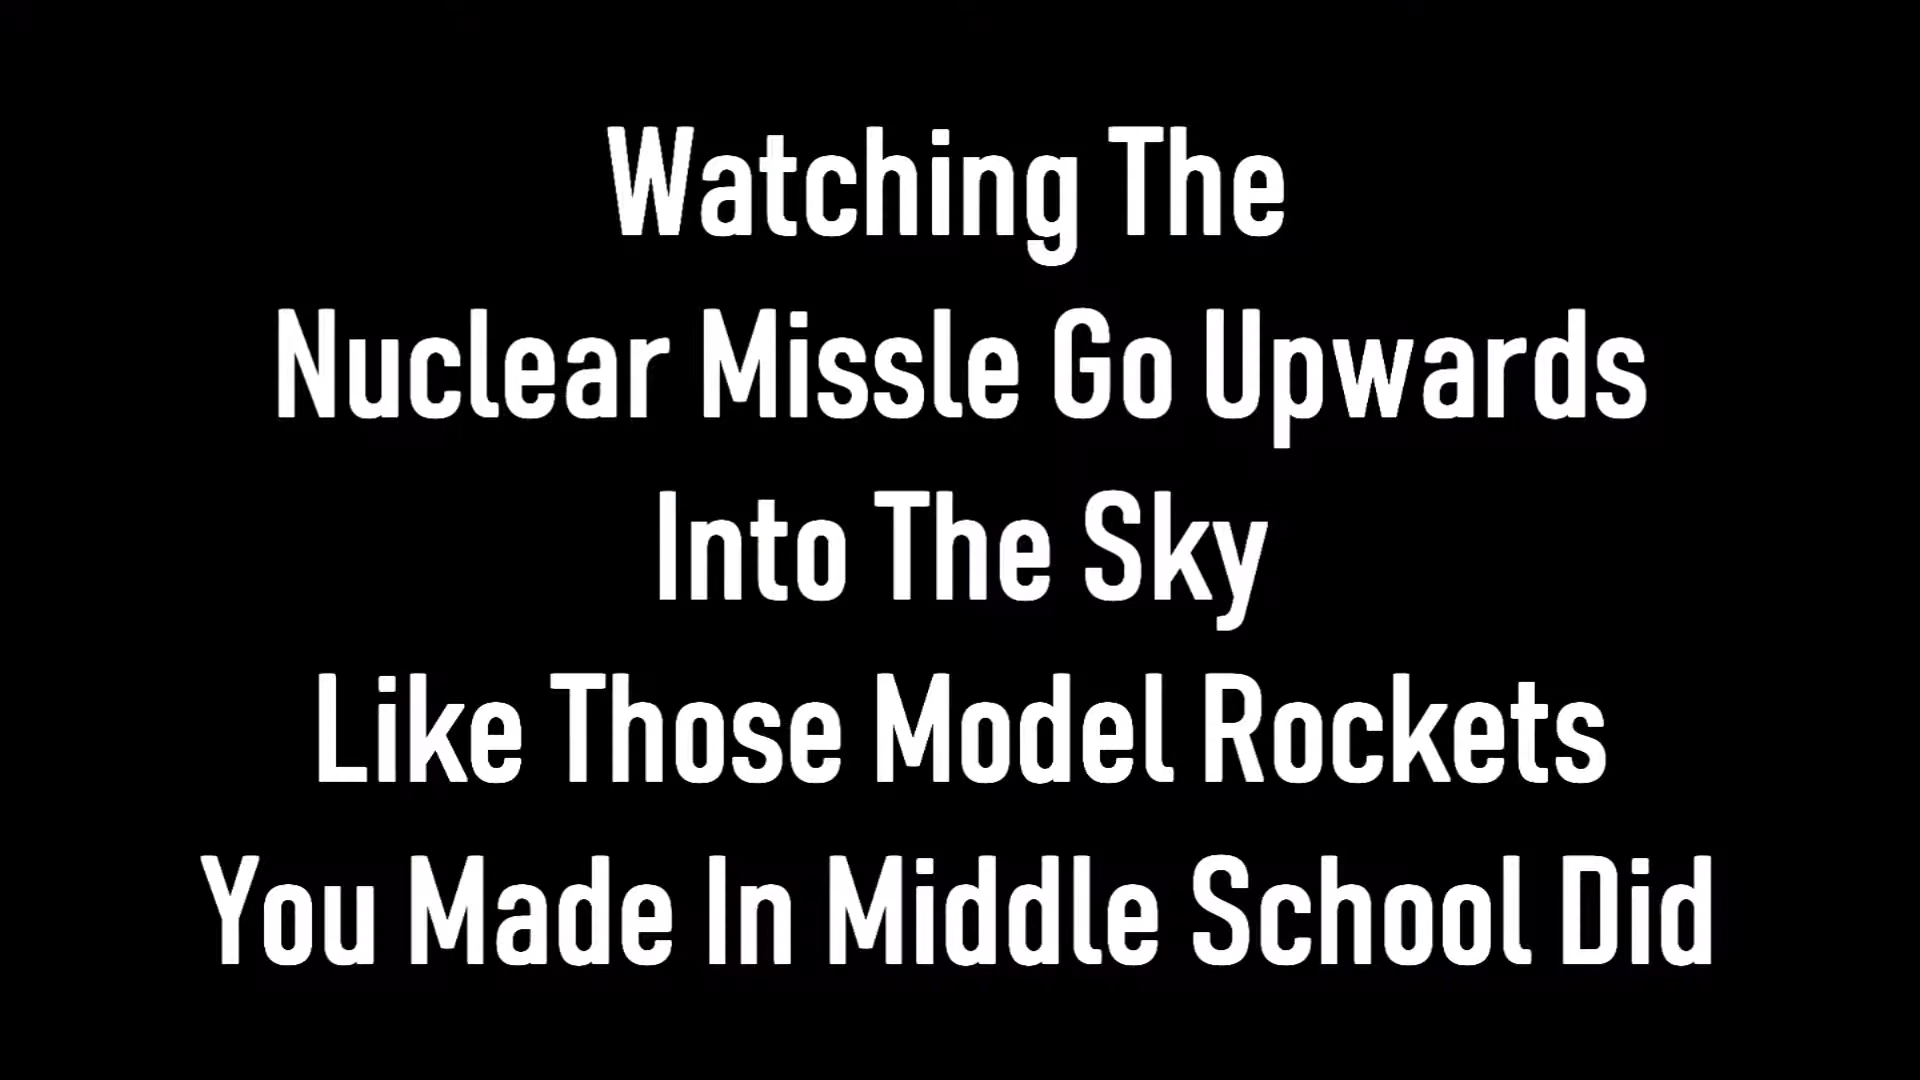 Watching The
Nuclear Missle Go Upwards
Into The Sky
Like Those Model Rockets
You Made In Middle School Did